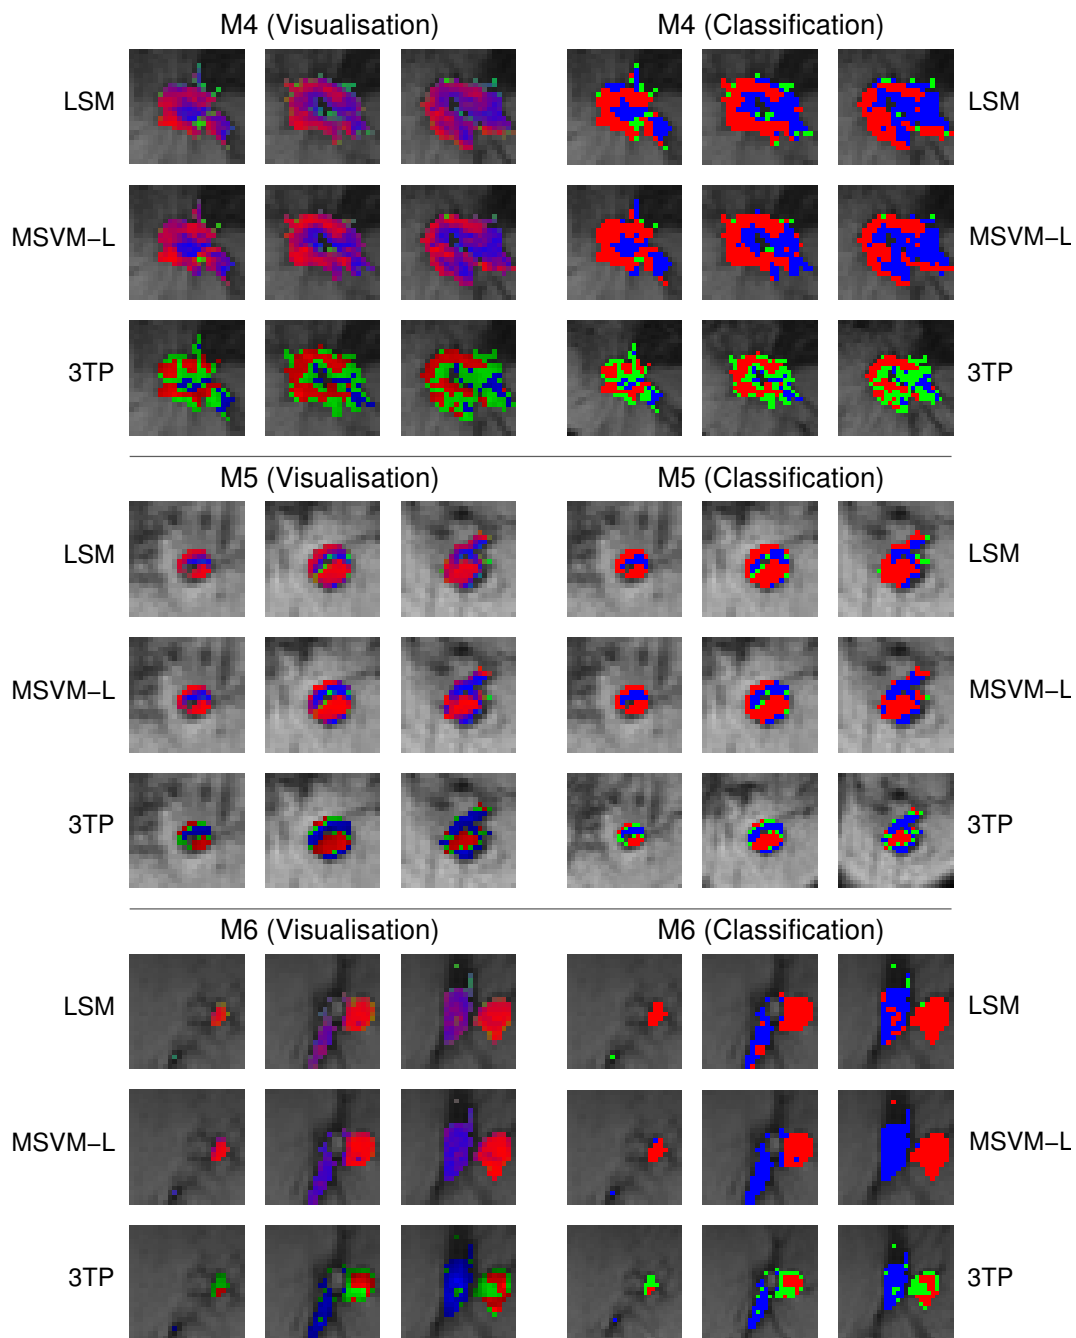 M4 (Visualisation) M4 (Classification)
LSM LSM
MSVM−L MSVM−L
3TP 3TP
M5 (Visualisation) M5 (Classification)
LSM LSM
MSVM−L MSVM−L
3TP 3TP
M6 (Visualisation) M6 (Classification)
LSM LSM
MSVM−L MSVM−L
3TP 3TP